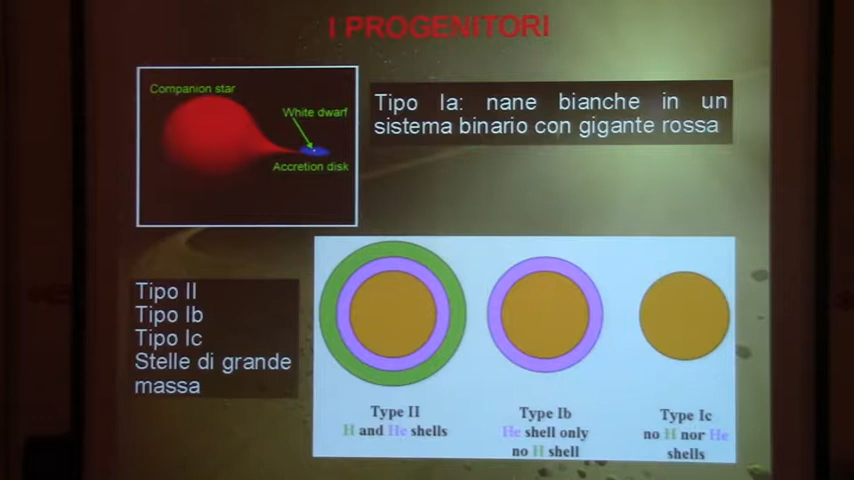 I PROGENITORI
Companion star
White dwarf
Accretion disk
Tipo Ia: nane bianche in un
sistema binario con gigante rossa
Tipo II
Tipo Ib
Tipo Ic
Stelle di grande
massa
Type II
H and He shells
Type Ib
He shell only
no H shell
Type Ic
no H nor He
shells